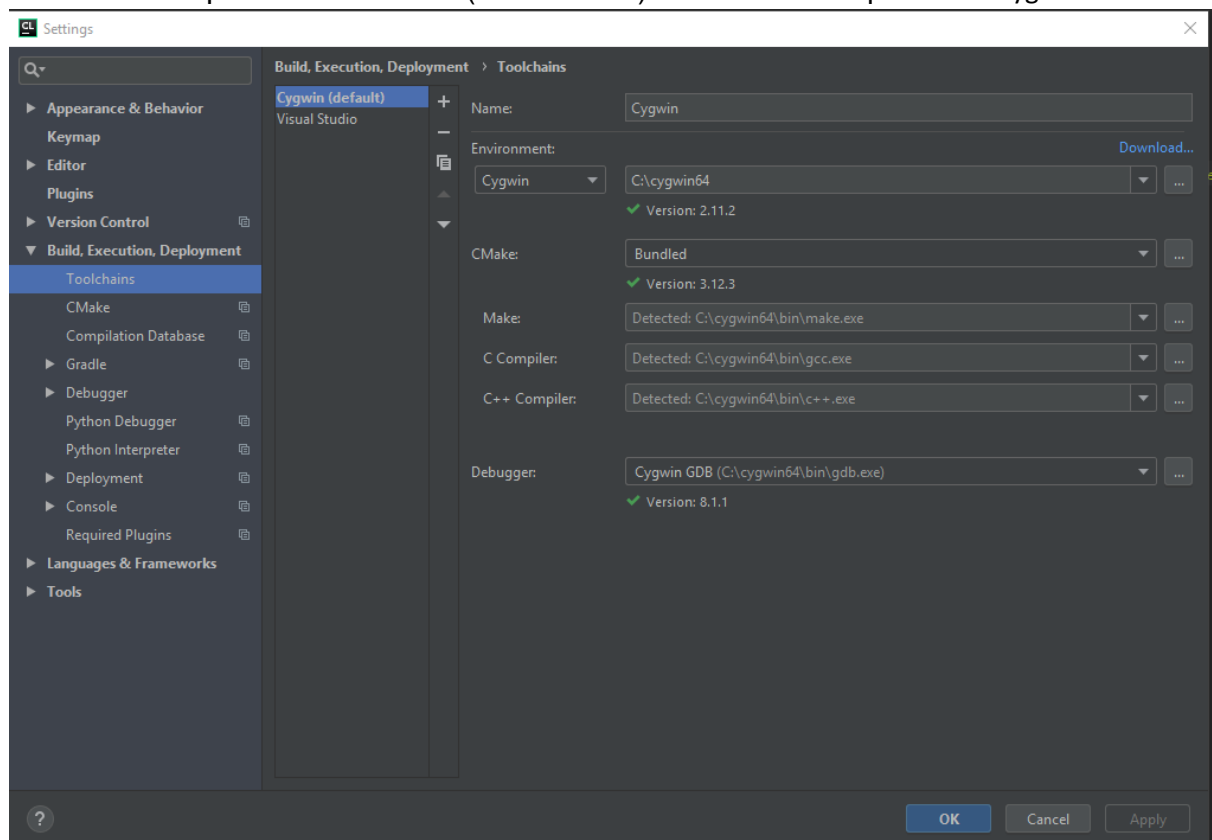 CL Settings
Build, Execution, Deployment › Toolchains
Appearance & Behavior
Keymap
Editor
Plugins
Version Control
Build, Execution, Deployment
Toolchains
CMake
Compilation Database
Gradle
Debugger
Python Debugger
Python Interpreter
Deployment
Console
Required Plugins
Languages & Frameworks
Tools
Cygwin (default)
Visual Studio
Name: Cygwin
Environment: Download...
Cygwin C:\cygwin64 ...
Version: 2.11.2
CMake: Bundled ...
Version: 3.12.3
Make: Detected: C:\cygwin64\bin\make.exe ...
C Compiler: Detected: C:\cygwin64\bin\gcc.exe ...
C++ Compiler: Detected: C:\cygwin64\bin\c++.exe ...
Debugger: Cygwin GDB (C:\cygwin64\bin\gdb.exe) ...
Version: 8.1.1
? OK Cancel Apply